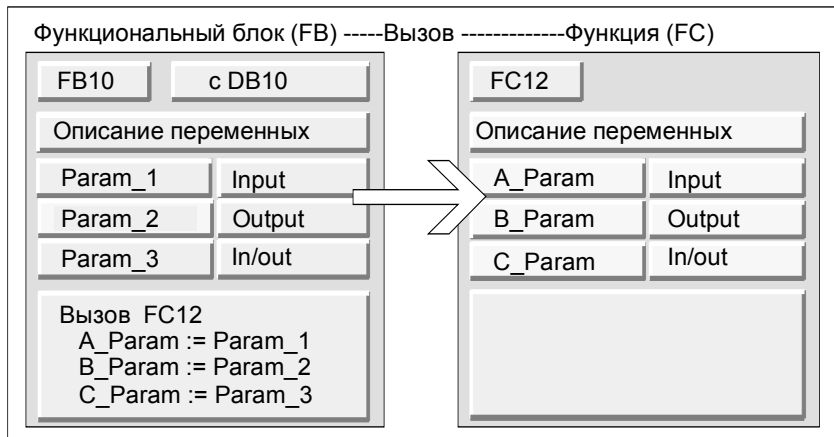 Функциональный блок (FB) -----Вызов -------------Функция (FC)
FB10
с DB10
Описание переменных
Param_1
Input
Param_2
Output
Param_3
In/out
Вызов FC12
A_Param := Param_1
B_Param := Param_2
C_Param := Param_3
FC12
Описание переменных
A_Param
Input
B_Param
Output
C_Param
In/out